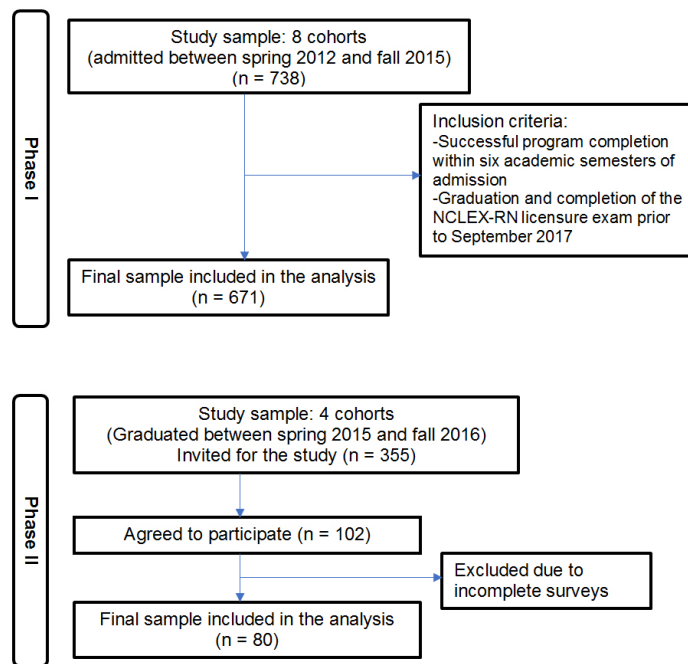 Phase I
Study sample: 8 cohorts
(admitted between spring 2012 and fall 2015)
(n = 738)
Inclusion criteria:
-Successful program completion
within six academic semesters of
admission
-Graduation and completion of the
NCLEX-RN licensure exam prior
to September 2017
Final sample included in the analysis
(n = 671)
Phase II
Study sample: 4 cohorts
(Graduated between spring 2015 and fall 2016)
Invited for the study (n = 355)
Agreed to participate (n = 102)
Excluded due to
incomplete surveys
Final sample included in the analysis
(n = 80)